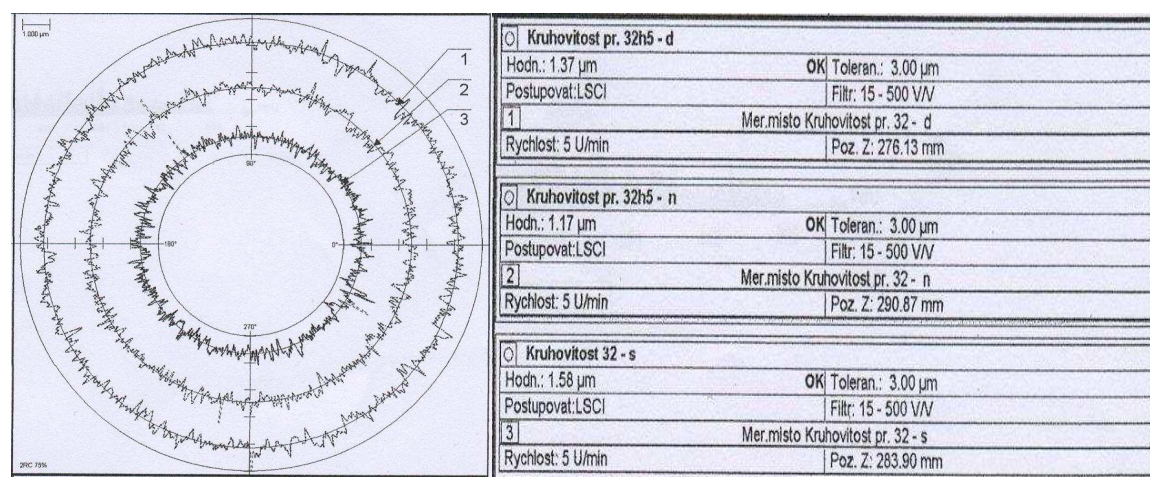 1.000 µm
1
2
3
90°
180°
0°
270°
2RC 75%
Kruhovitost pr. 32h5 - d
Hodn.: 1.37 µm OK Toleran.: 3.00 µm
Postupovat:LSCI Filtr: 15 - 500 V/V
1 Mer.misto Kruhovitost pr. 32 - d
Rychlost: 5 U/min Poz. Z: 276.13 mm
Kruhovitost pr. 32h5 - n
Hodn.: 1.17 µm OK Toleran.: 3.00 µm
Postupovat:LSCI Filtr: 15 - 500 V/V
2 Mer.misto Kruhovitost pr. 32 - n
Rychlost: 5 U/min Poz. Z: 290.87 mm
Kruhovitost 32 - s
Hodn.: 1.58 µm OK Toleran.: 3.00 µm
Postupovat:LSCI Filtr: 15 - 500 V/V
3 Mer.misto Kruhovitost pr. 32 - s
Rychlost: 5 U/min Poz. Z: 283.90 mm